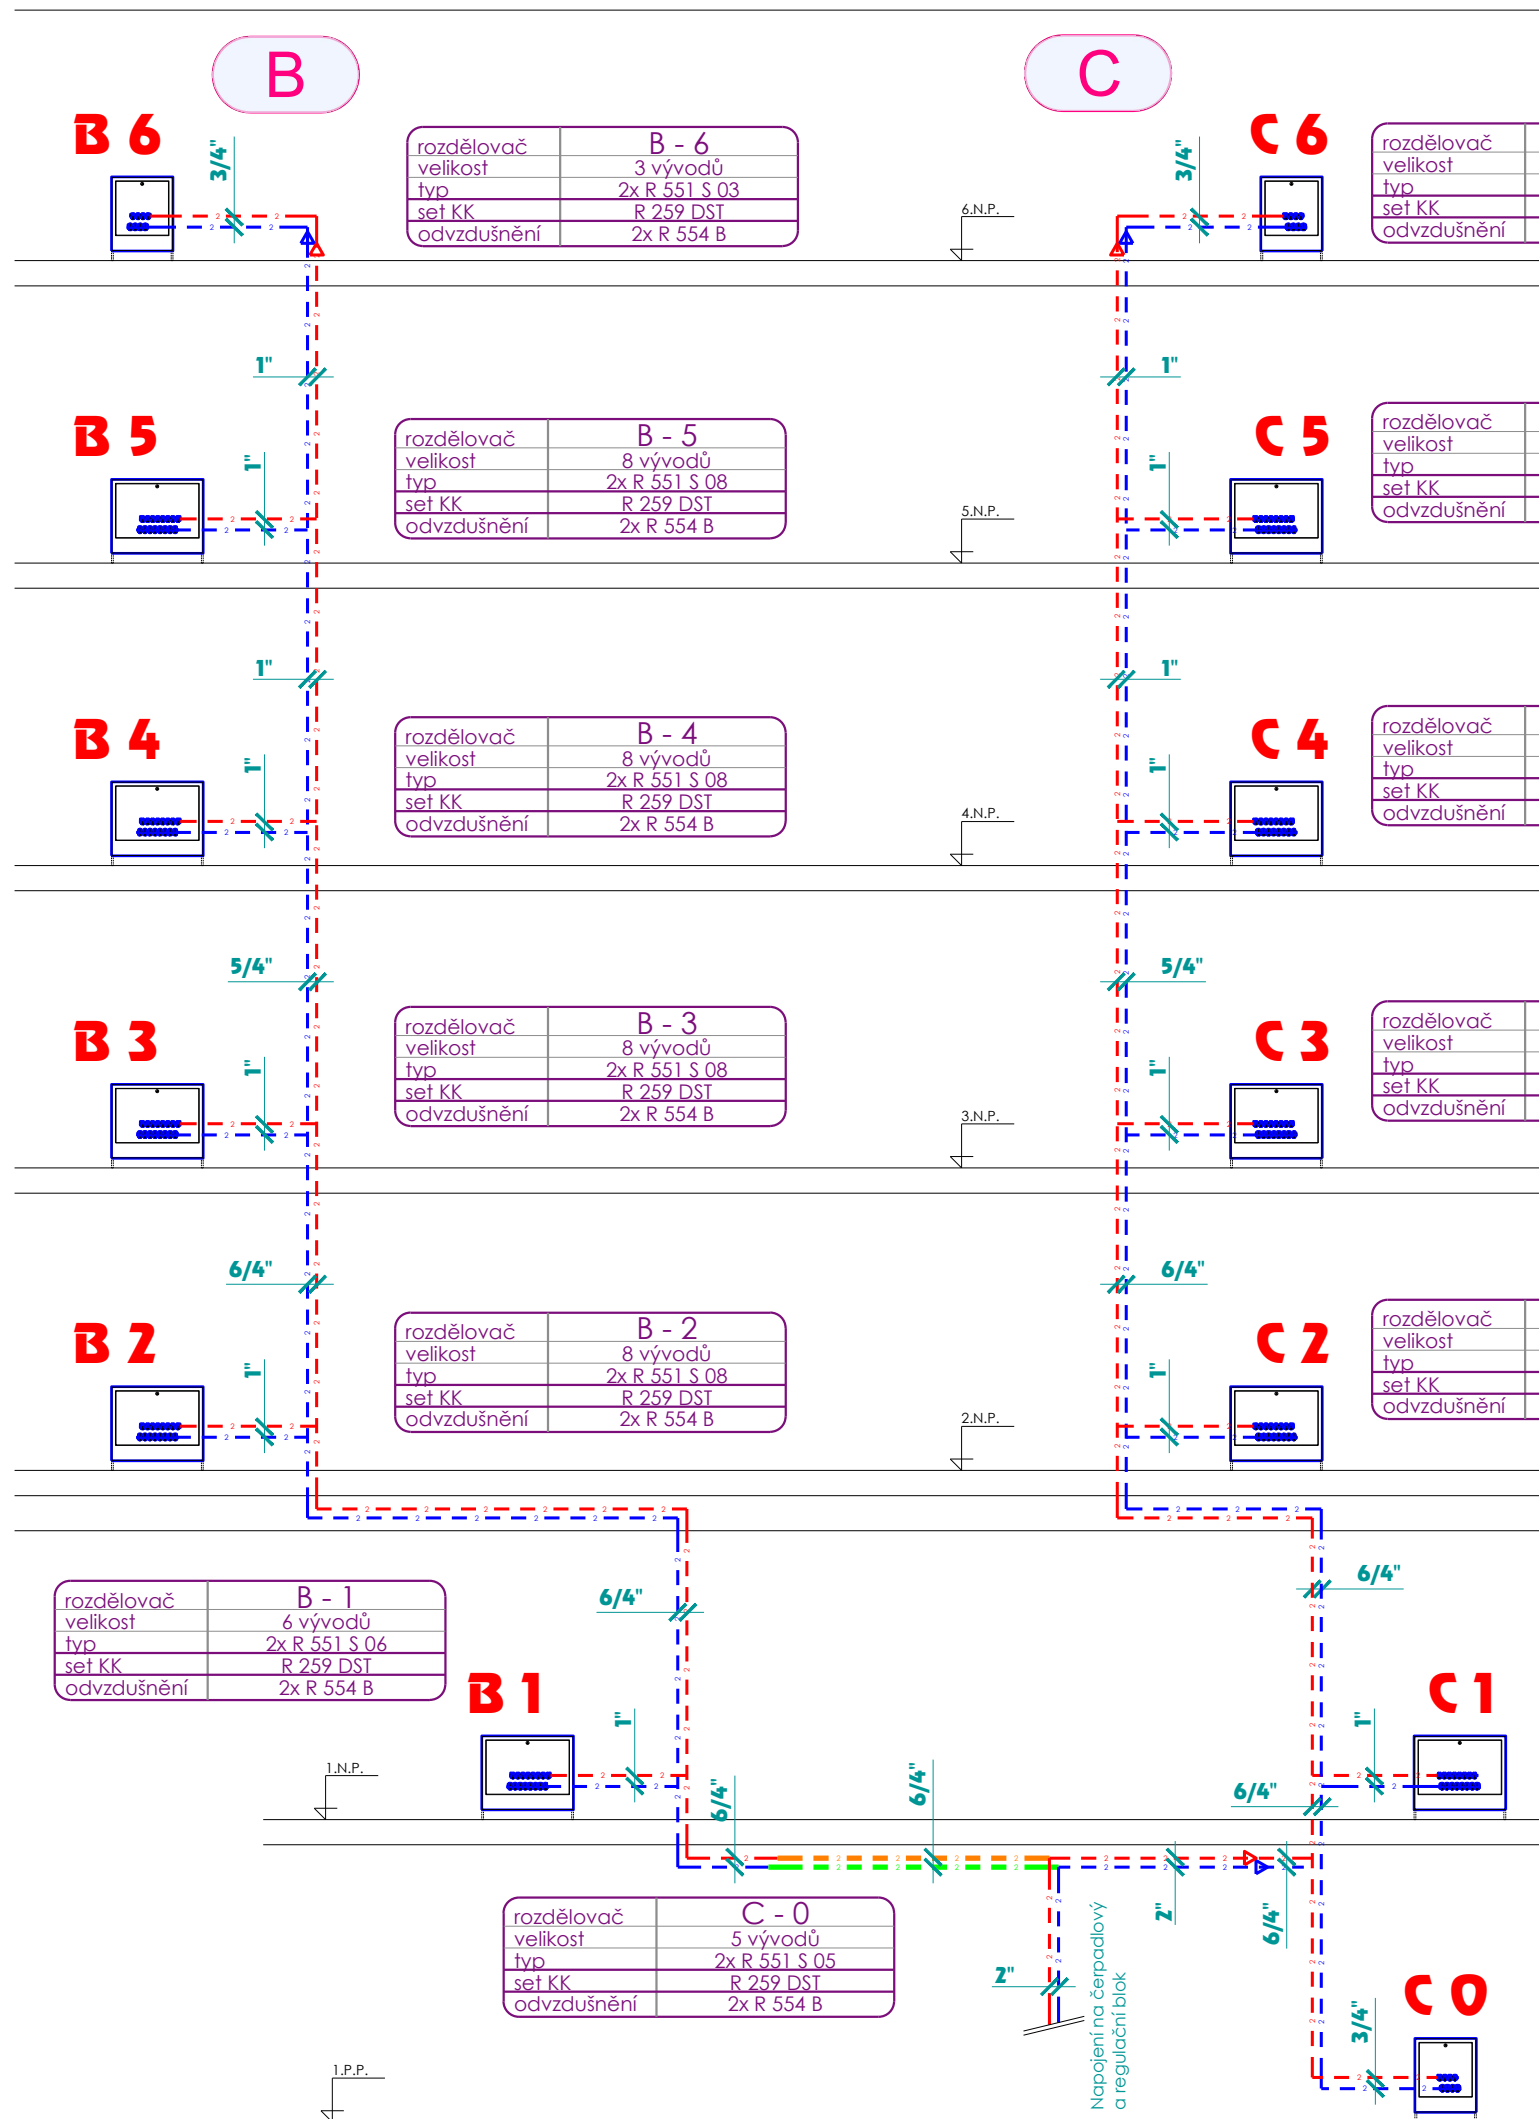 B
C
B 6
3/4"
rozdělovač B - 6
velikost 3 vývodů
typ 2x R 551 S 03
set KK R 259 DST
odvzdušnění 2x R 554 B
6.N.P.
3/4"
C 6
rozdělovač
velikost
typ
set KK
odvzdušnění
1"
1"
B 5
1"
rozdělovač B - 5
velikost 8 vývodů
typ 2x R 551 S 08
set KK R 259 DST
odvzdušnění 2x R 554 B
5.N.P.
1"
C 5
rozdělovač
velikost
typ
set KK
odvzdušnění
1"
1"
B 4
1"
rozdělovač B - 4
velikost 8 vývodů
typ 2x R 551 S 08
set KK R 259 DST
odvzdušnění 2x R 554 B
4.N.P.
1"
C 4
rozdělovač
velikost
typ
set KK
odvzdušnění
5/4"
5/4"
B 3
1"
rozdělovač B - 3
velikost 8 vývodů
typ 2x R 551 S 08
set KK R 259 DST
odvzdušnění 2x R 554 B
3.N.P.
1"
C 3
rozdělovač
velikost
typ
set KK
odvzdušnění
6/4"
6/4"
B 2
1"
rozdělovač B - 2
velikost 8 vývodů
typ 2x R 551 S 08
set KK R 259 DST
odvzdušnění 2x R 554 B
2.N.P.
1"
C 2
rozdělovač
velikost
typ
set KK
odvzdušnění
rozdělovač B - 1
velikost 6 vývodů
typ 2x R 551 S 06
set KK R 259 DST
odvzdušnění 2x R 554 B
6/4"
6/4"
B 1
1"
C 1
1"
1.N.P.
6/4"
6/4"
6/4"
2"
6/4"
rozdělovač C - 0
velikost 5 vývodů
typ 2x R 551 S 05
set KK R 259 DST
odvzdušnění 2x R 554 B
2"
Napojení na čerpadlový
a regulační blok
C 0
3/4"
1.P.P.